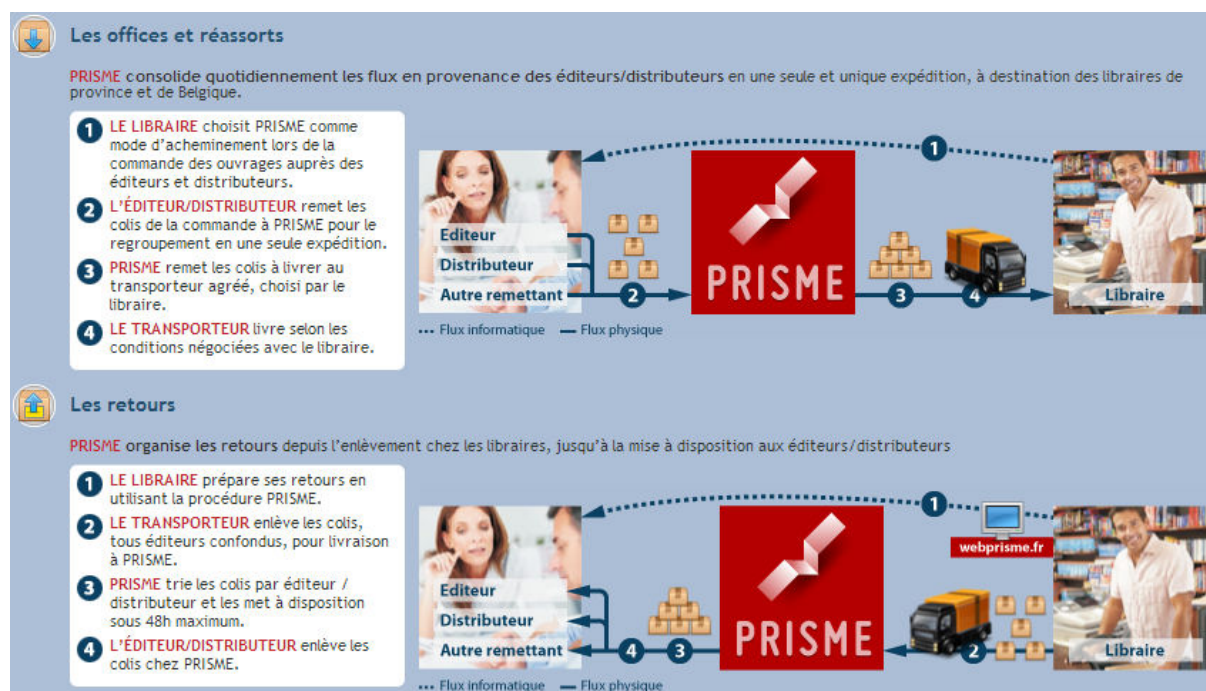 Les offices et réassorts
PRISME consolide quotidiennement les flux en provenance des éditeurs/distributeurs en une seule et unique expédition, à destination des libraires de
province et de Belgique.
1 LE LIBRAIRE choisit PRISME comme
mode d'acheminement lors de la
commande des ouvrages auprès des
éditeurs et distributeurs.
2 L'ÉDITEUR/DISTRIBUTEUR remet les
colis de la commande à PRISME pour le
regroupement en une seule expédition.
3 PRISME remet les colis à livrer au
transporteur agréé, choisi par le
libraire.
4 LE TRANSPORTEUR livre selon les
conditions négociées avec le libraire.
1
Editeur
Distributeur
Autre remettant
2
PRISME
3
4
Libraire
Flux informatique
Flux physique
Les retours
PRISME organise les retours depuis l'enlèvement chez les libraires, jusqu'à la mise à disposition aux éditeurs/distributeurs
1 LE LIBRAIRE prépare ses retours en
utilisant la procédure PRISME.
2 LE TRANSPORTEUR enlève les colis,
tous éditeurs confondus, pour livraison
à PRISME.
3 PRISME trie les colis par éditeur /
distributeur et les met à disposition
sous 48h maximum.
4 L'ÉDITEUR/DISTRIBUTEUR enlève les
colis chez PRISME.
1
webprisme.fr
Editeur
Distributeur
Autre remettant
4
3
PRISME
2
Libraire
Flux informatique
Flux physique